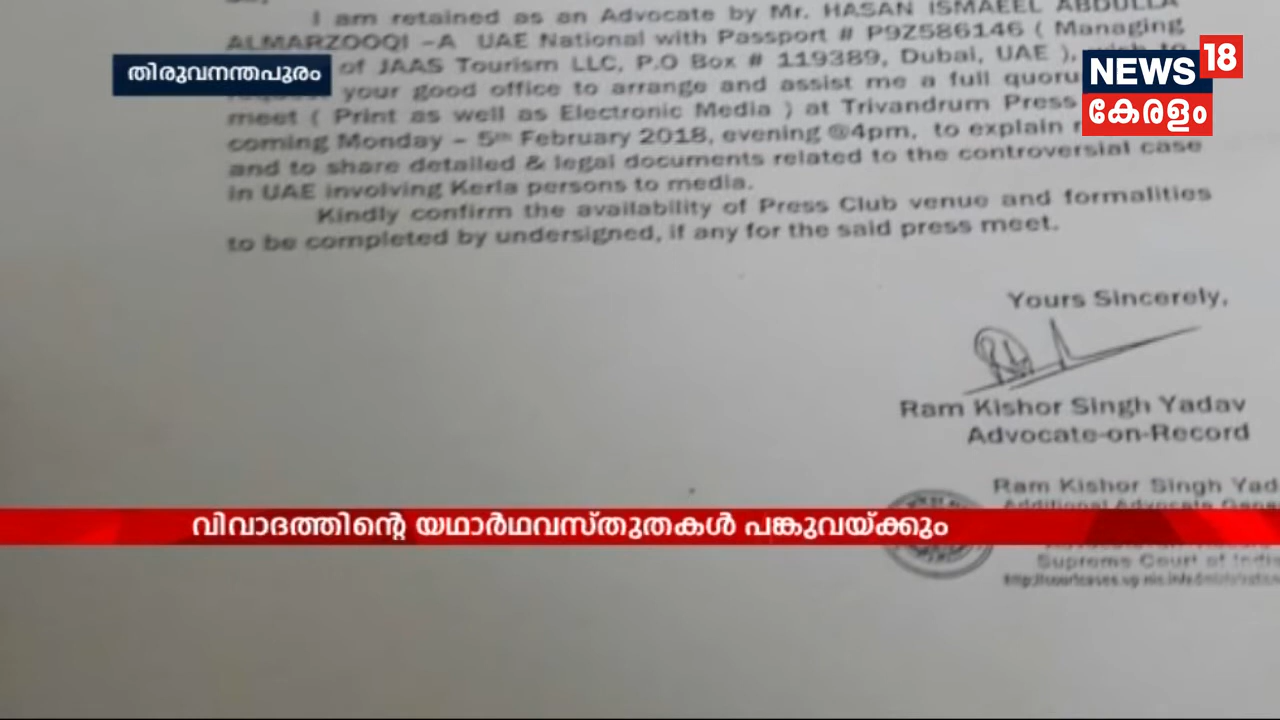 I am retained as an Advocate by Mr. HASAN ISMAEEL ABDULLA
ALMARZOOQI –A UAE National with Passport # P9Z586146 ( Managing
തിരുവനന്തപുരം
of JAAS Tourism LLC, P.O Box # 119389, Dubai, UAE ), wish to
your good office to arrange and assist me a full
meet ( Print as well as Electronic Media ) at Trivandrum Press
coming Monday – 5th February 2018, evening @4pm, to explain
and to share detailed & legal documents related to the controversial case
in UAE involving Kerla persons to media.
Kindly confirm the availability of Press Club venue and formalities
to be completed by undersigned, if any for the said press meet.
NEWS 18
കേരളം
Yours Sincerely,
Ram Kishor Singh Yadav
Advocate-on-Record
Ram Kishor Singh Yad
വിവാദത്തിന്റെ യഥാർഥവസ്തുതകൾ പങ്കുവയ്ക്കും
Supreme Court of India